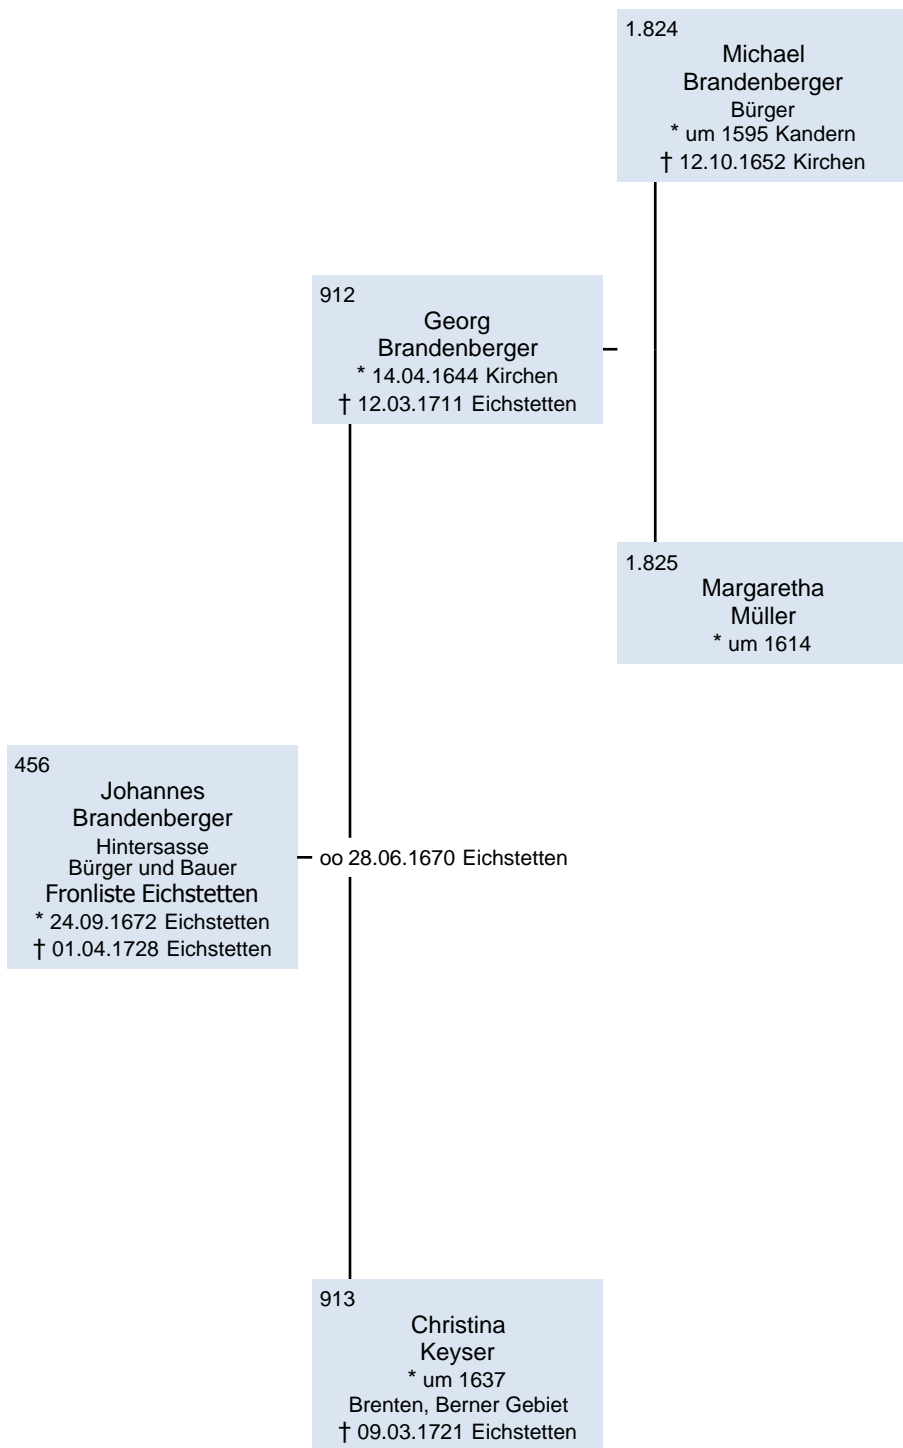 1.824
Michael
Brandenberger
Bürger
* um 1595 Kandern
† 12.10.1652 Kirchen
912
Georg
Brandenberger
* 14.04.1644 Kirchen
† 12.03.1711 Eichstetten
1.825
Margaretha
Müller
* um 1614
456
Johannes
Brandenberger
Hintersasse
Bürger und Bauer
Fronliste Eichstetten
* 24.09.1672 Eichstetten
† 01.04.1728 Eichstetten
oo 28.06.1670 Eichstetten
913
Christina
Keyser
* um 1637
Brenten, Berner Gebiet
† 09.03.1721 Eichstetten